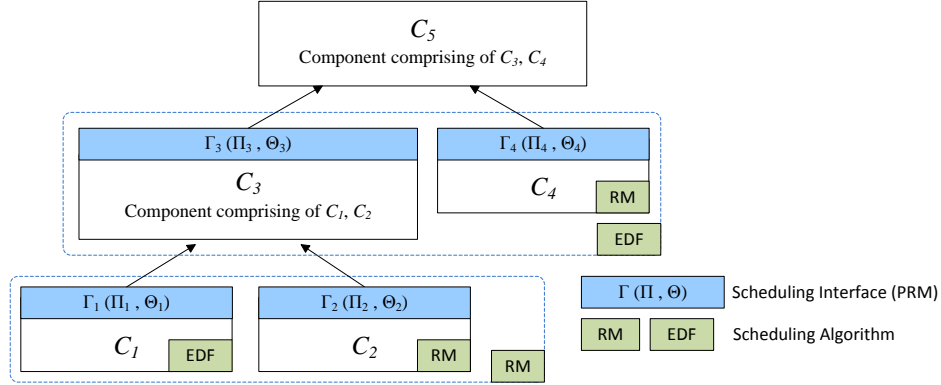 C5
Component comprising of C3, C4
Γ3 (Π3 , Θ3)
Γ4 (Π4 , Θ4)
C3
C4
Component comprising of C1, C2
RM
EDF
Γ1 (Π1 , Θ1)
Γ2 (Π2 , Θ2)
Γ (Π , Θ)
Scheduling Interface (PRM)
C1
EDF
C2
RM
RM
RM
EDF
Scheduling Algorithm